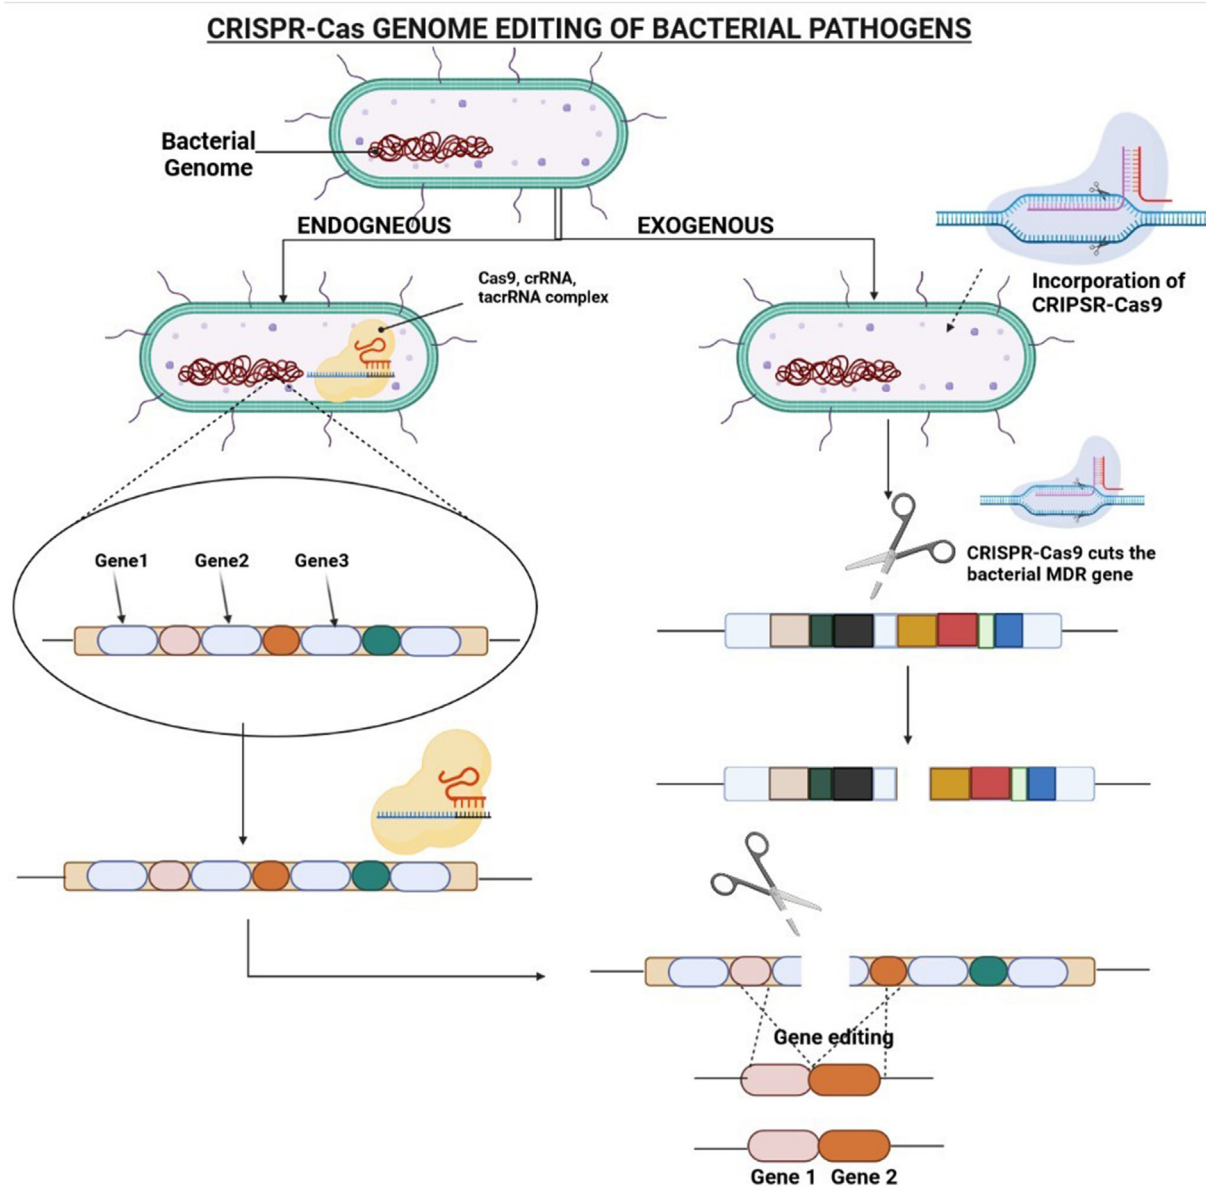 CRISPR-Cas GENOME EDITING OF BACTERIAL PATHOGENS
Bacterial
Genome
ENDOGNEOUS
EXOGENOUS
Cas9, crRNA,
tacrRNA complex
Incorporation of
CRIPSR-Cas9
Gene1
Gene2
Gene3
CRISPR-Cas9 cuts the
bacterial MDR gene
Gene editing
Gene 1
Gene 2